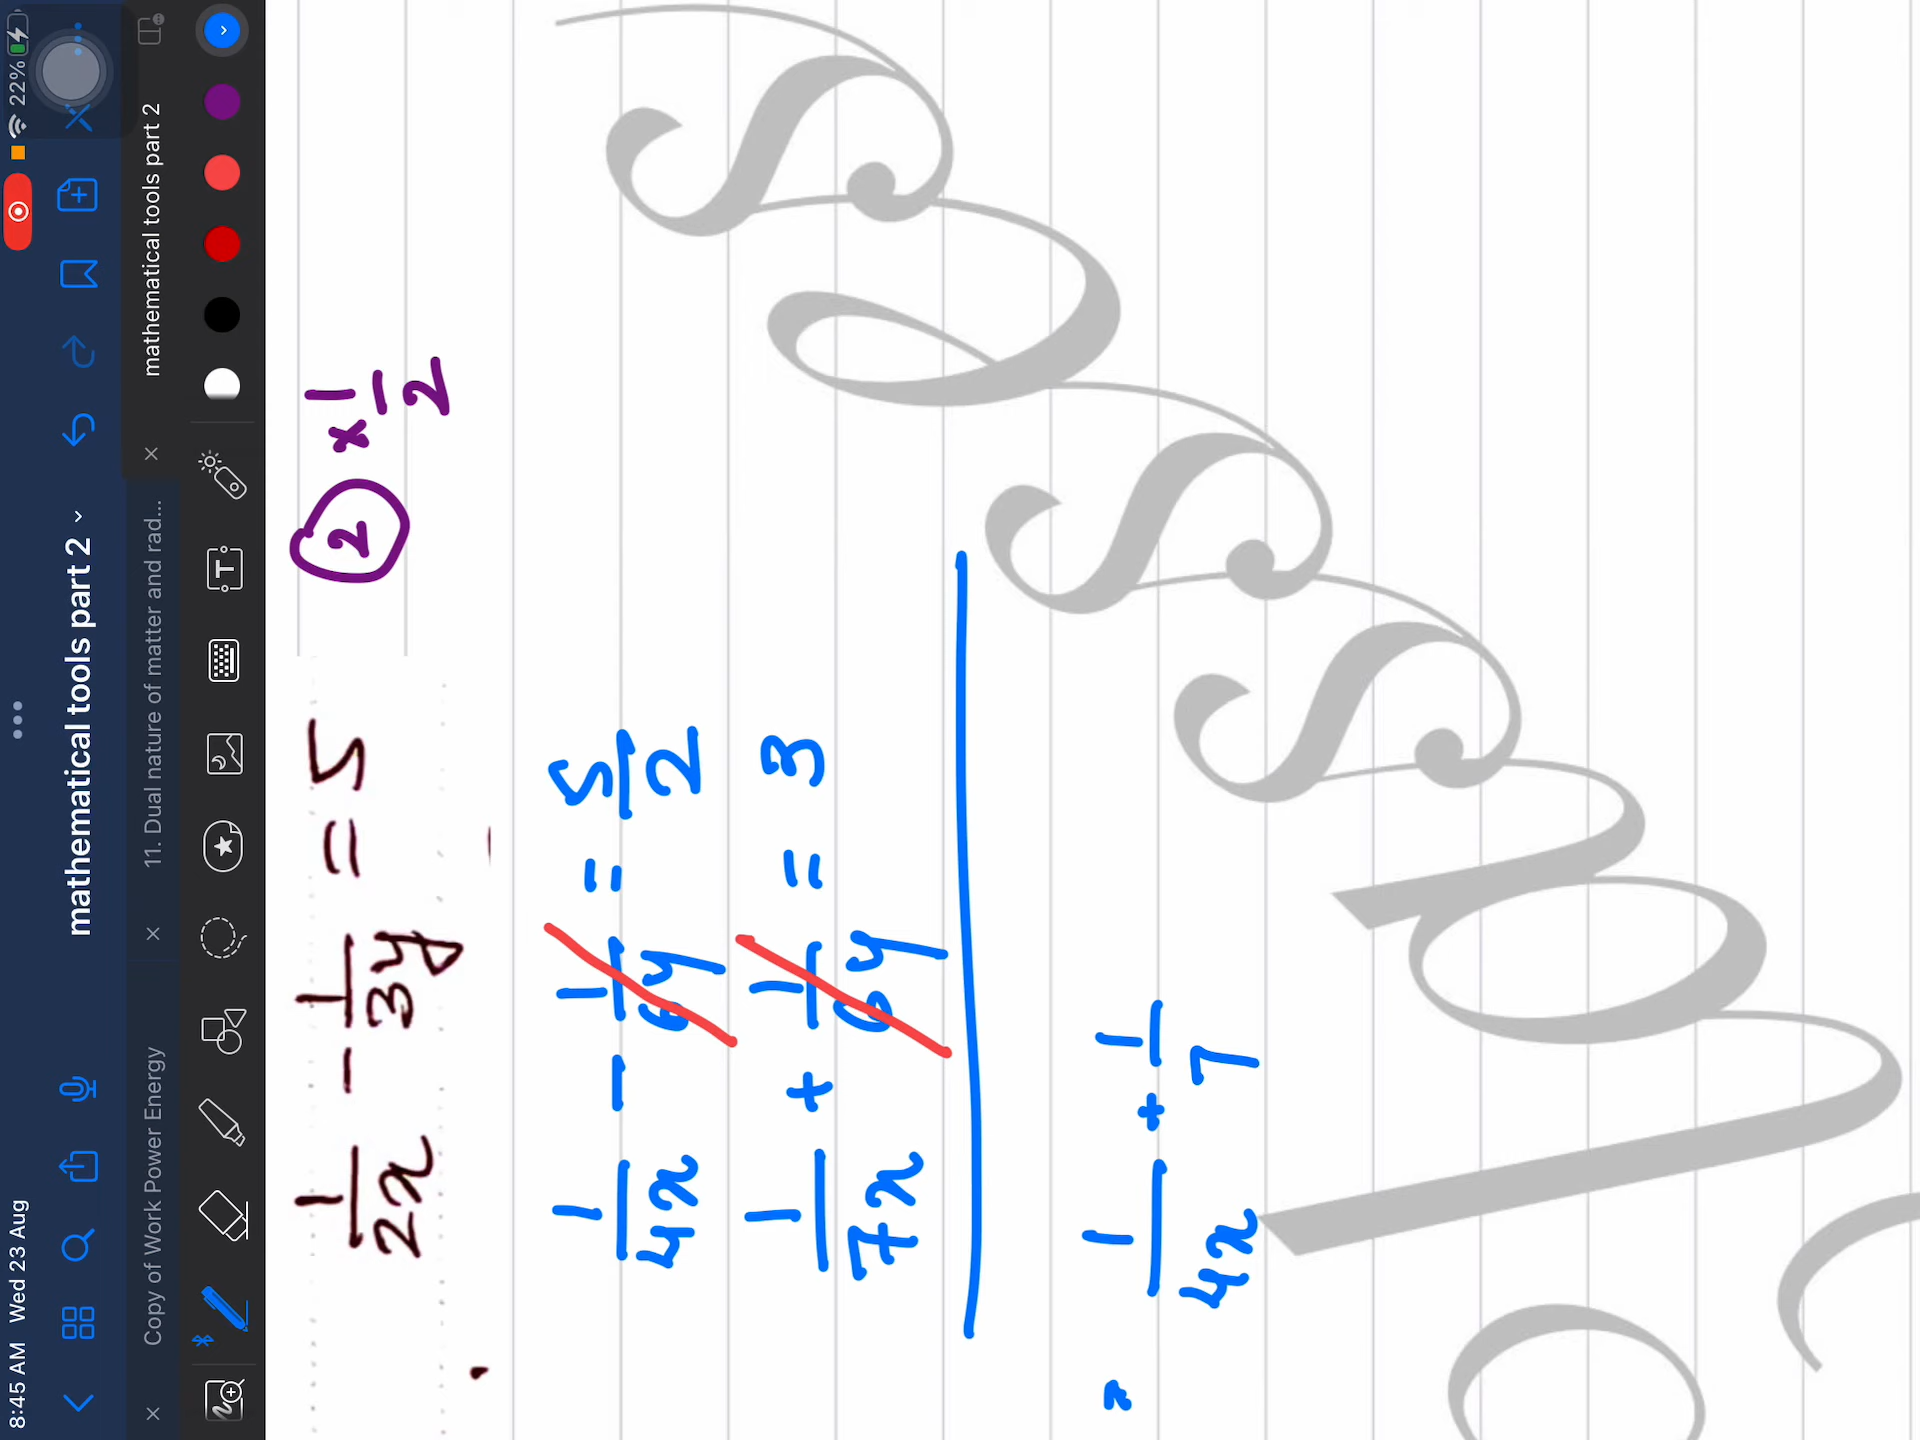 8:45 AM Wed 23 Aug
22%
mathematical tools part 2
Copy of Work Power Energy
11. Dual nature of matter and rad...
mathematical tools part 2
1/2x - 1/3y = 5
② × 1/2
1/4x - 1/6y = 5/2
1/7x + 1/6y = 3
1/4x + 1/7